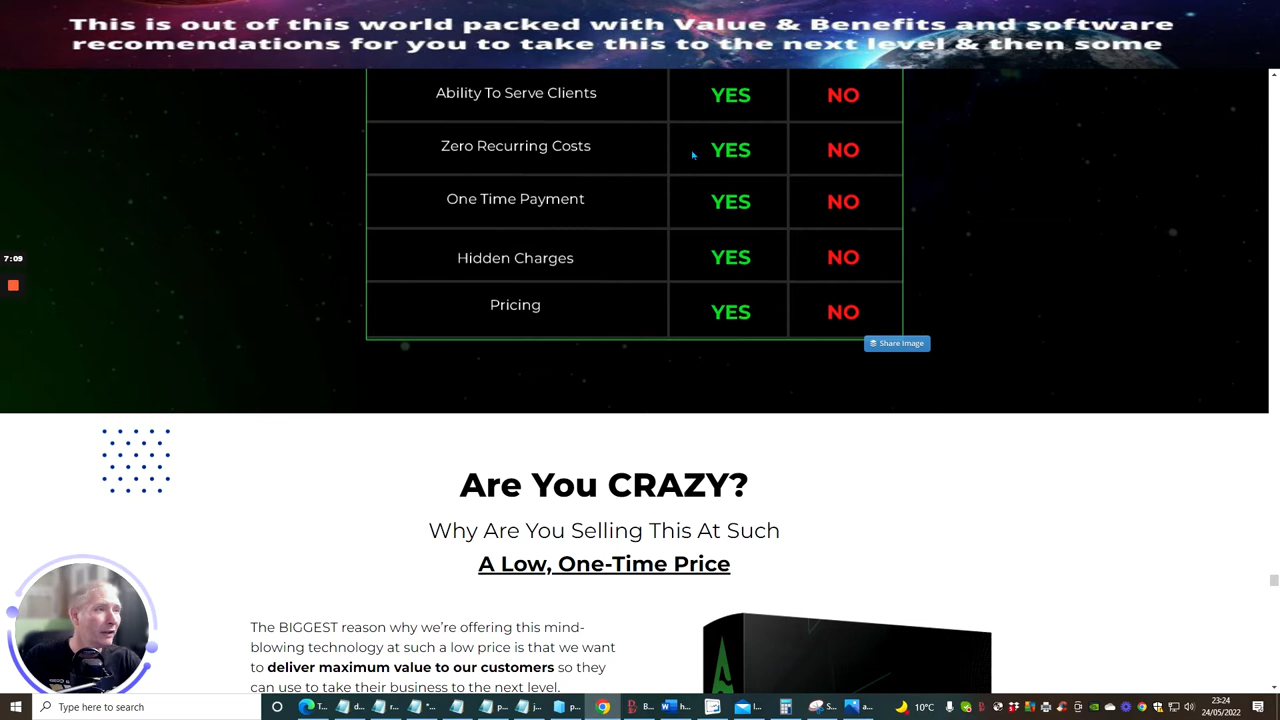 This is out of this world packed with Value & Benefits and software
recomendations for you to take this to the next level & then some
Ability To Serve Clients YES NO
Zero Recurring Costs YES NO
One Time Payment YES NO
Hidden Charges YES NO
Pricing YES NO
Share Image
7:09
Are You CRAZY?
Why Are You Selling This At Such
A Low, One-Time Price
The BIGGEST reason why we’re offering this mind-
blowing technology at such a low price is that we want
to deliver maximum value to our customers so they
can use to take their business to the next level.
Type here to search
T...
d...
r...
"...
p...
j...
p...
B...
h...
I...
S...
a...
10°C
23:24
24/05/2022